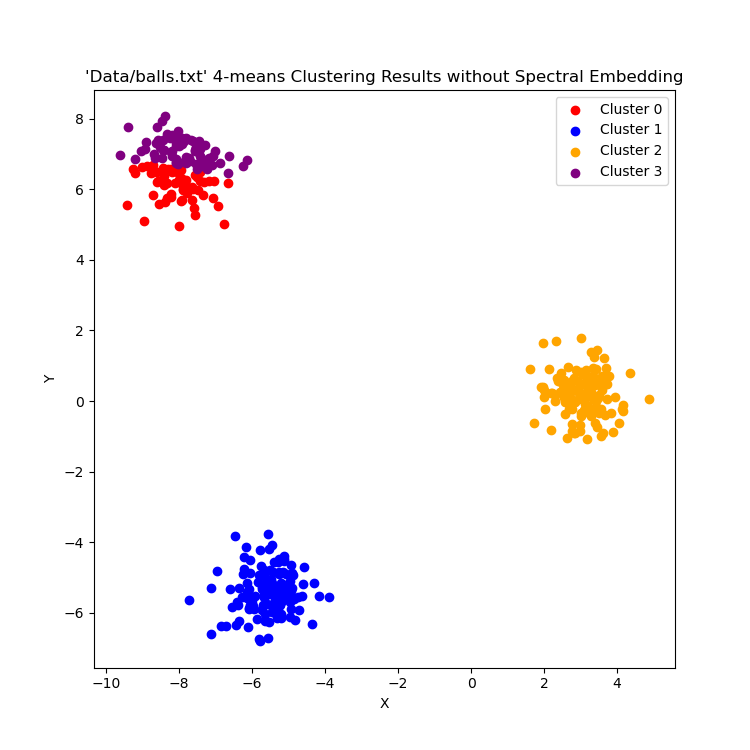 'Data/balls.txt' 4-means Clustering Results without Spectral Embedding
Cluster 0
Cluster 1
Cluster 2
Cluster 3
8
6
4
2
0
−2
−4
−6
Y
−10 −8 −6 −4 −2 0 2 4
X